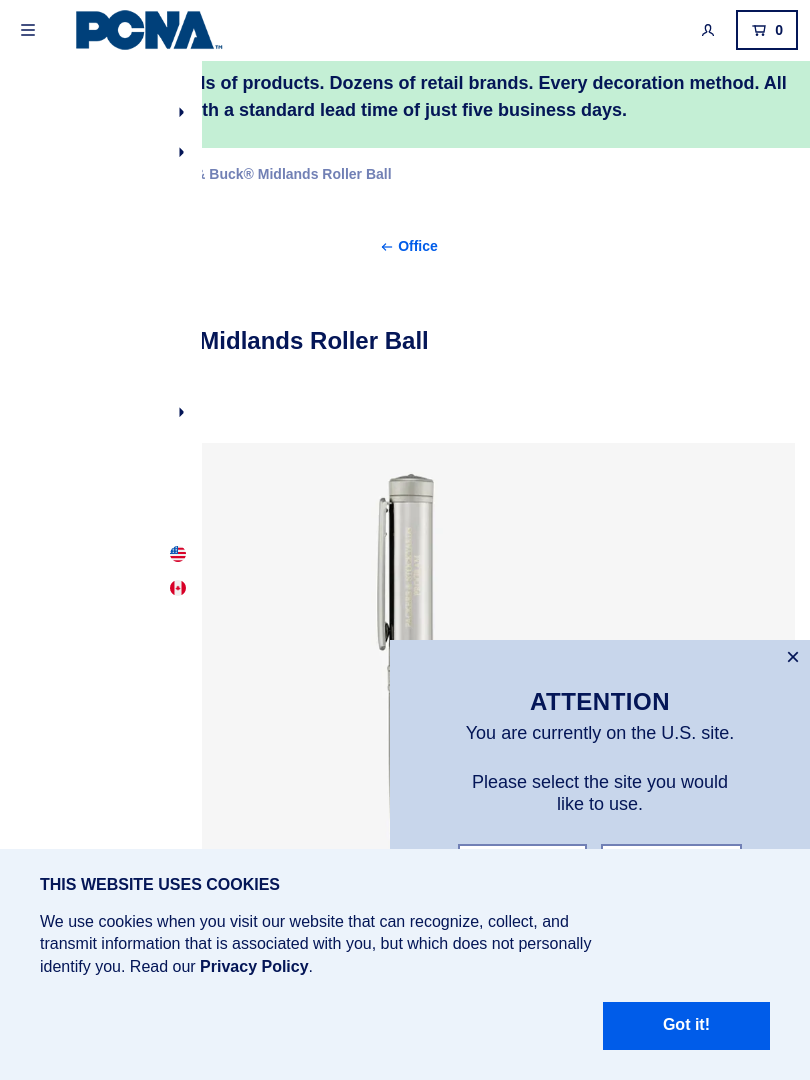 PCNA™
0
of products. Dozens of retail brands. Every decoration method. All
a standard lead time of just five business days.
& Buck® Midlands Roller Ball
← Office
Midlands Roller Ball
×
ATTENTION
You are currently on the U.S. site.
Please select the site you would
like to use.
THIS WEBSITE USES COOKIES
We use cookies when you visit our website that can recognize, collect, and
transmit information that is associated with you, but which does not personally
identify you. Read our Privacy Policy.
Got it!